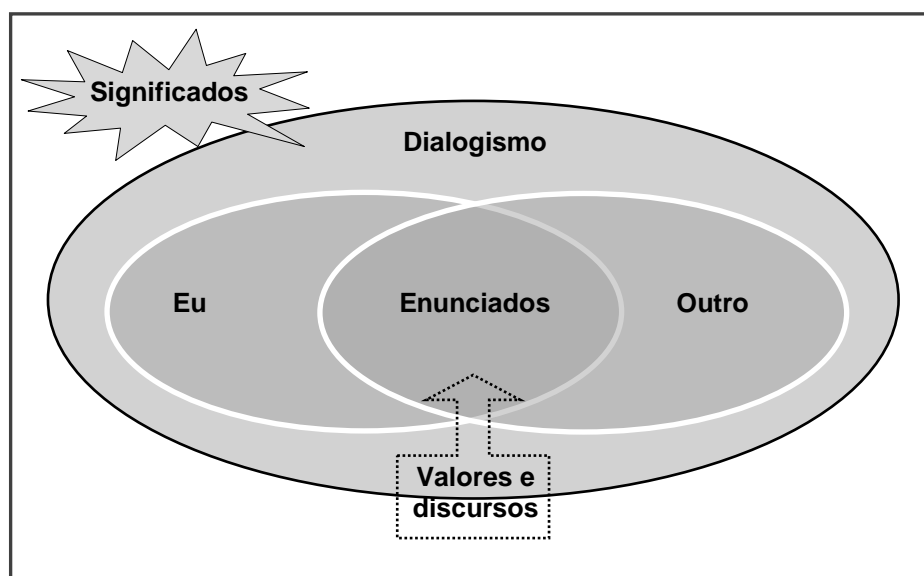 Significados
Dialogismo
Eu
Enunciados
Outro
Valores e
discursos